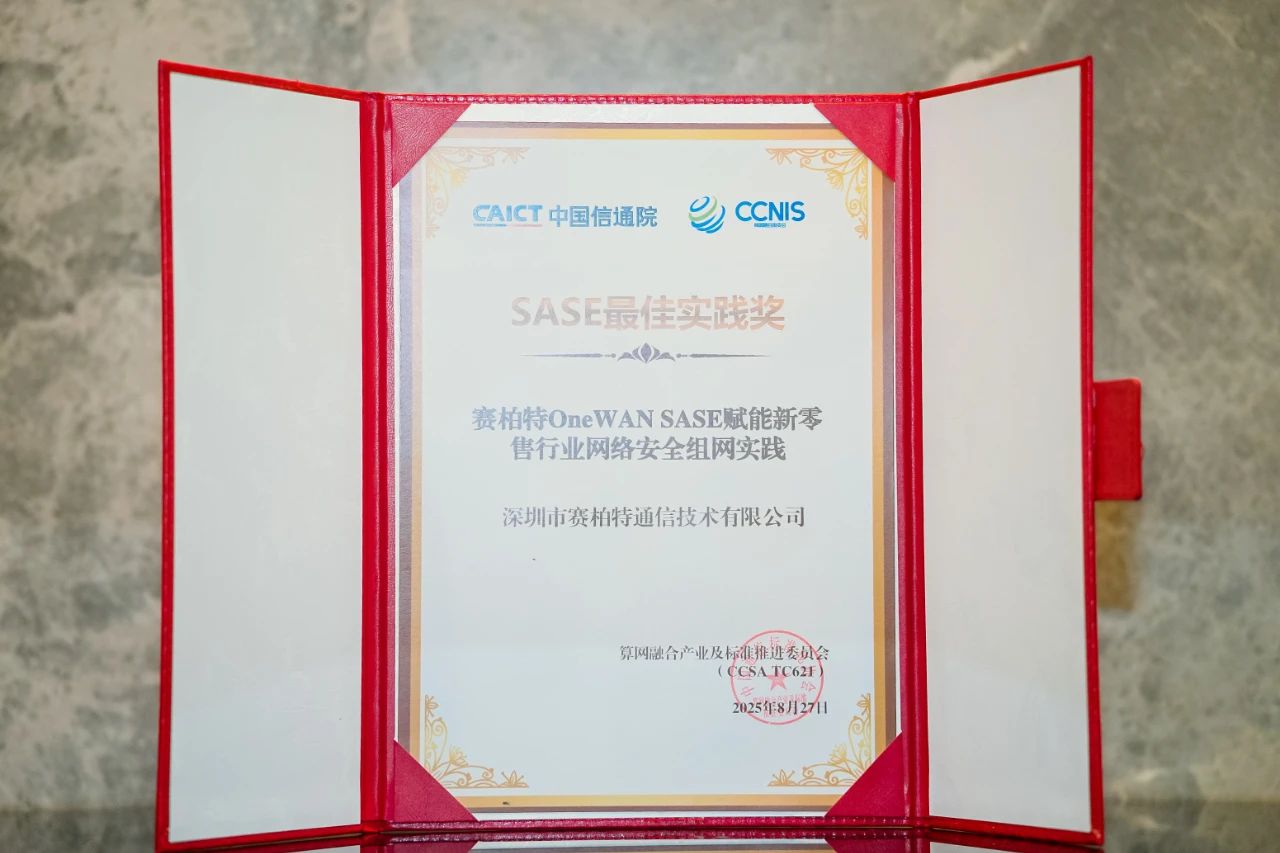 CAICT 中国信通院 CCNIS
SASE最佳实践奖
赛柏特OneWAN SASE赋能新零
售行业网络安全组网实践
深圳市赛柏特通信技术有限公司
算网融合产业及标准推进委员会
（CCSA TC621）
2025年8月27日